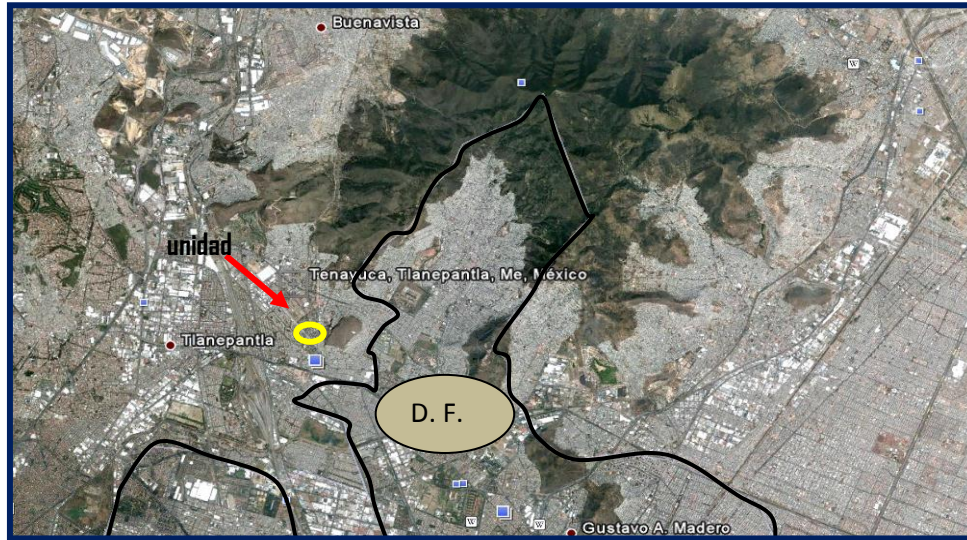 Buenavista
W
unidad
Tenayuca, Tlanepantla, Me, México
Tlanepantla
D. F.
W
W
Gustavo A. Madero